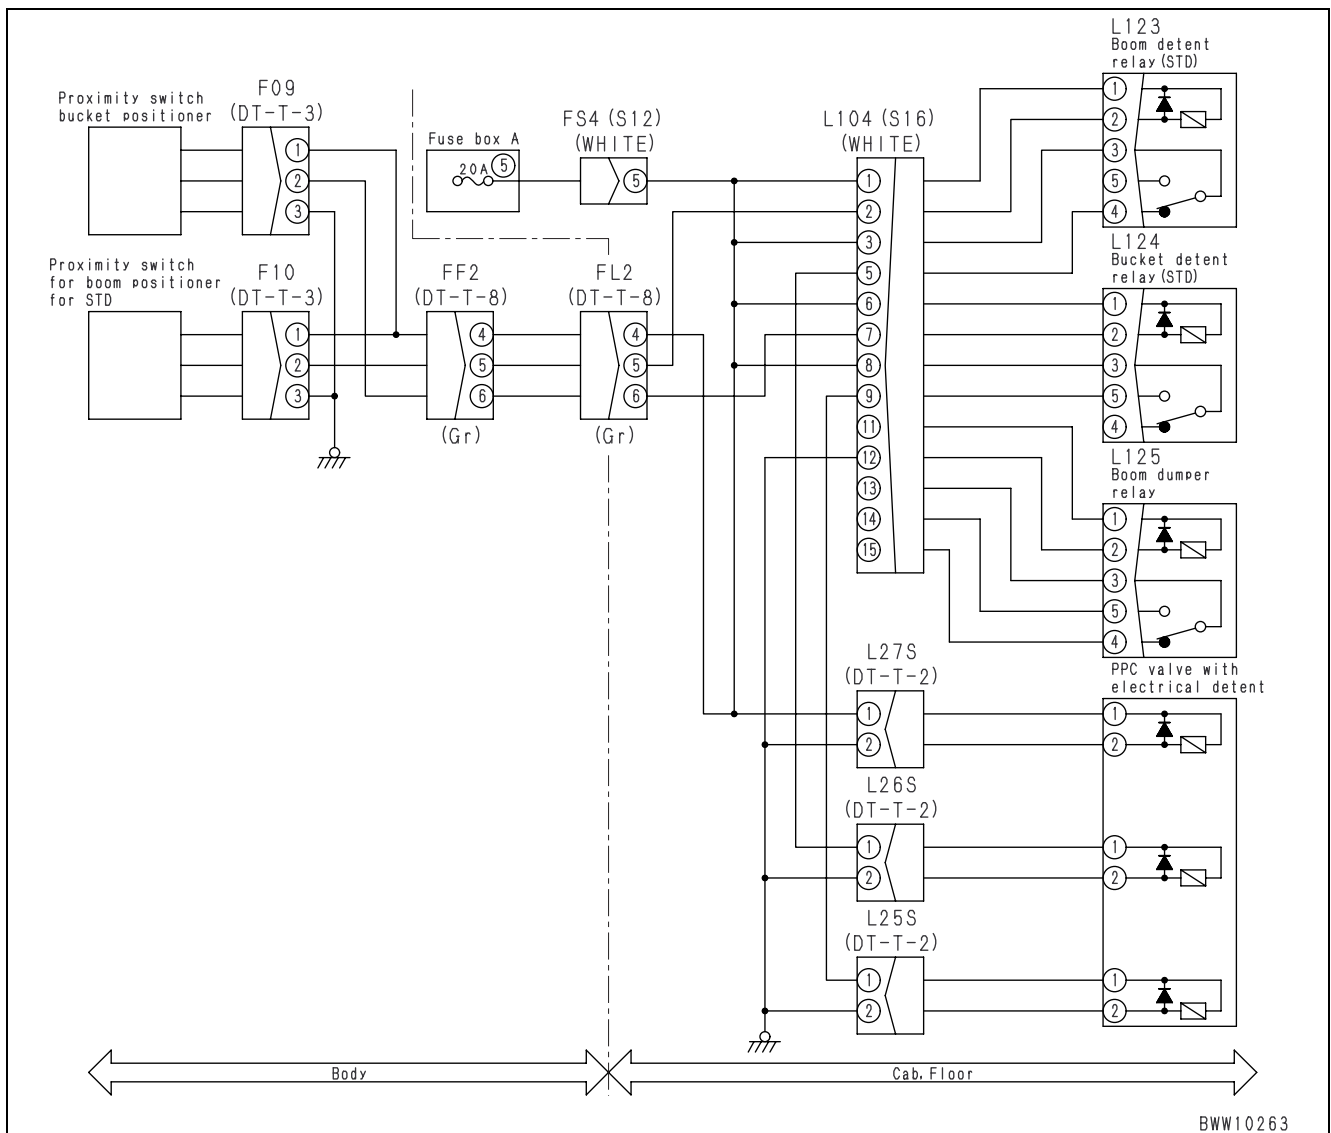 L123
Boom detent
relay (STD)
1
2
3
5
4
Proximity switch
bucket positioner
F09
(DT-T-3)
1
2
3
Fuse box A
20A
5
FS4 (S12)
(WHITE)
5
L104 (S16)
(WHITE)
1
2
3
5
6
7
8
9
11
12
13
14
15
L124
Bucket detent
relay (STD)
1
2
3
5
4
Proximity switch
for boom positioner
for STD
F10
(DT-T-3)
1
2
3
FF2
(DT-T-8)
4
5
6
(Gr)
FL2
(DT-T-8)
4
5
6
(Gr)
L125
Boom dumper
relay
1
2
3
5
4
L27S
(DT-T-2)
1
2
PPC valve with
electrical detent
1
2
L26S
(DT-T-2)
1
2
1
2
L25S
(DT-T-2)
1
2
1
2
Body
Cab, Floor
BWW10263